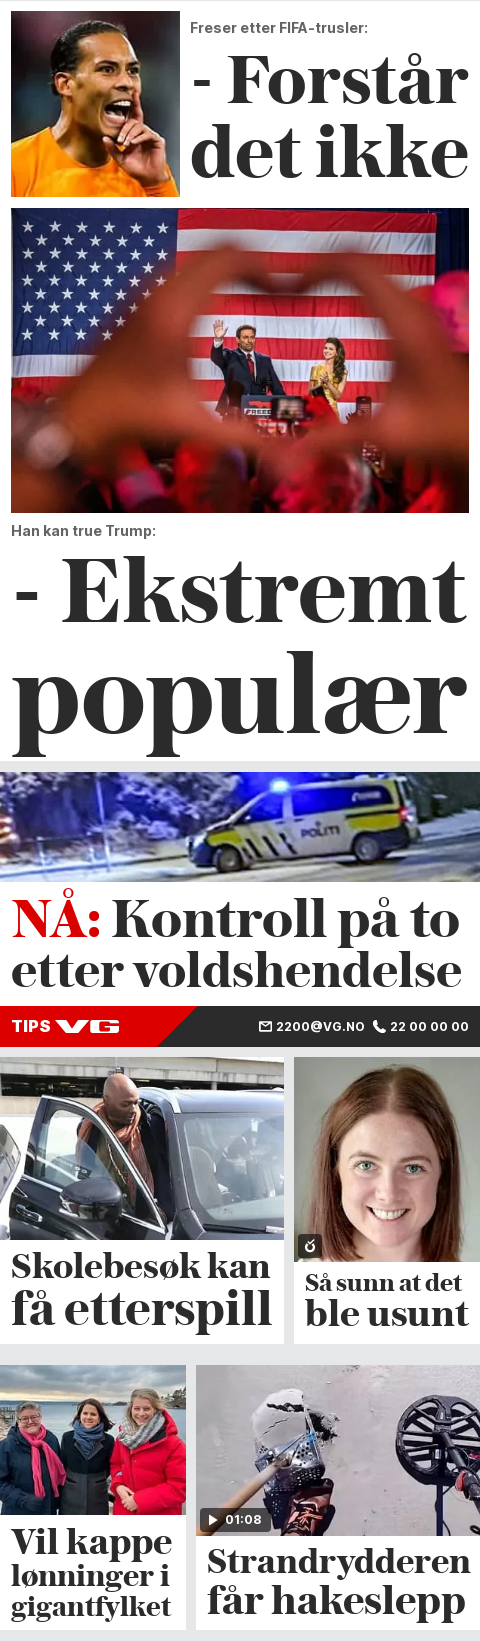 Freser etter FIFA-trusler:
- Forstår
det ikke
FREE
Han kan true Trump:
- Ekstremt
populær
POLITI
NÅ: Kontroll på to
etter voldshendelse
TIPS VG 2200@VG.NO 22 00 00 00
Skolebesøk kan
få etterspill
Så sunn at det
ble usunt
Vil kappe
lønninger i
gigantfylket
01:08
Strandrydderen
får hakeslepp